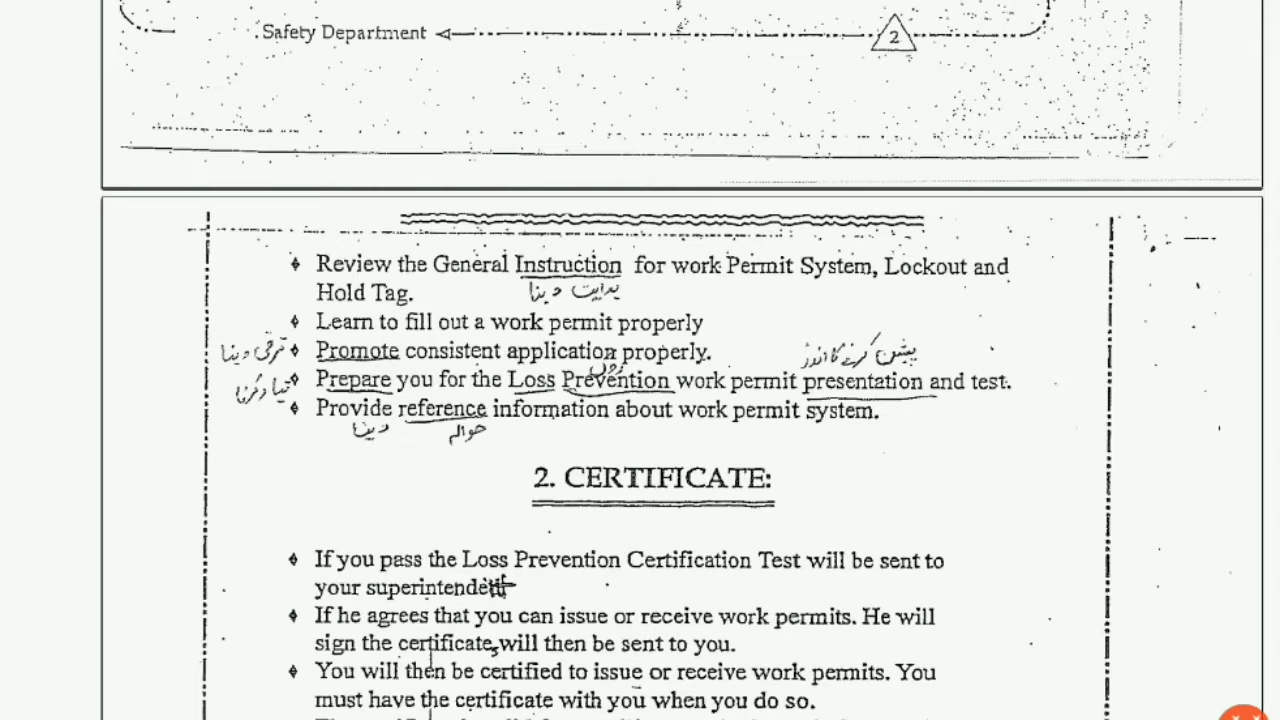 Safety Department
2
Review the General Instruction for work Permit System, Lockout and
Hold Tag.
ہدایت دینا
Learn to fill out a work permit properly
ترقی دینا
Promote consistent application properly.
پیش کرنے کا انداز
Prepare you for the Loss Prevention work permit presentation and test.
تیار کرنا
Provide reference information about work permit system.
دینا حوالہ
2. CERTIFICATE:
If you pass the Loss Prevention Certification Test will be sent to
your superintendent
If he agrees that you can issue or receive work permits. He will
sign the certificate, will then be sent to you.
You will then be certified to issue or receive work permits. You
must have the certificate with you when you do so.